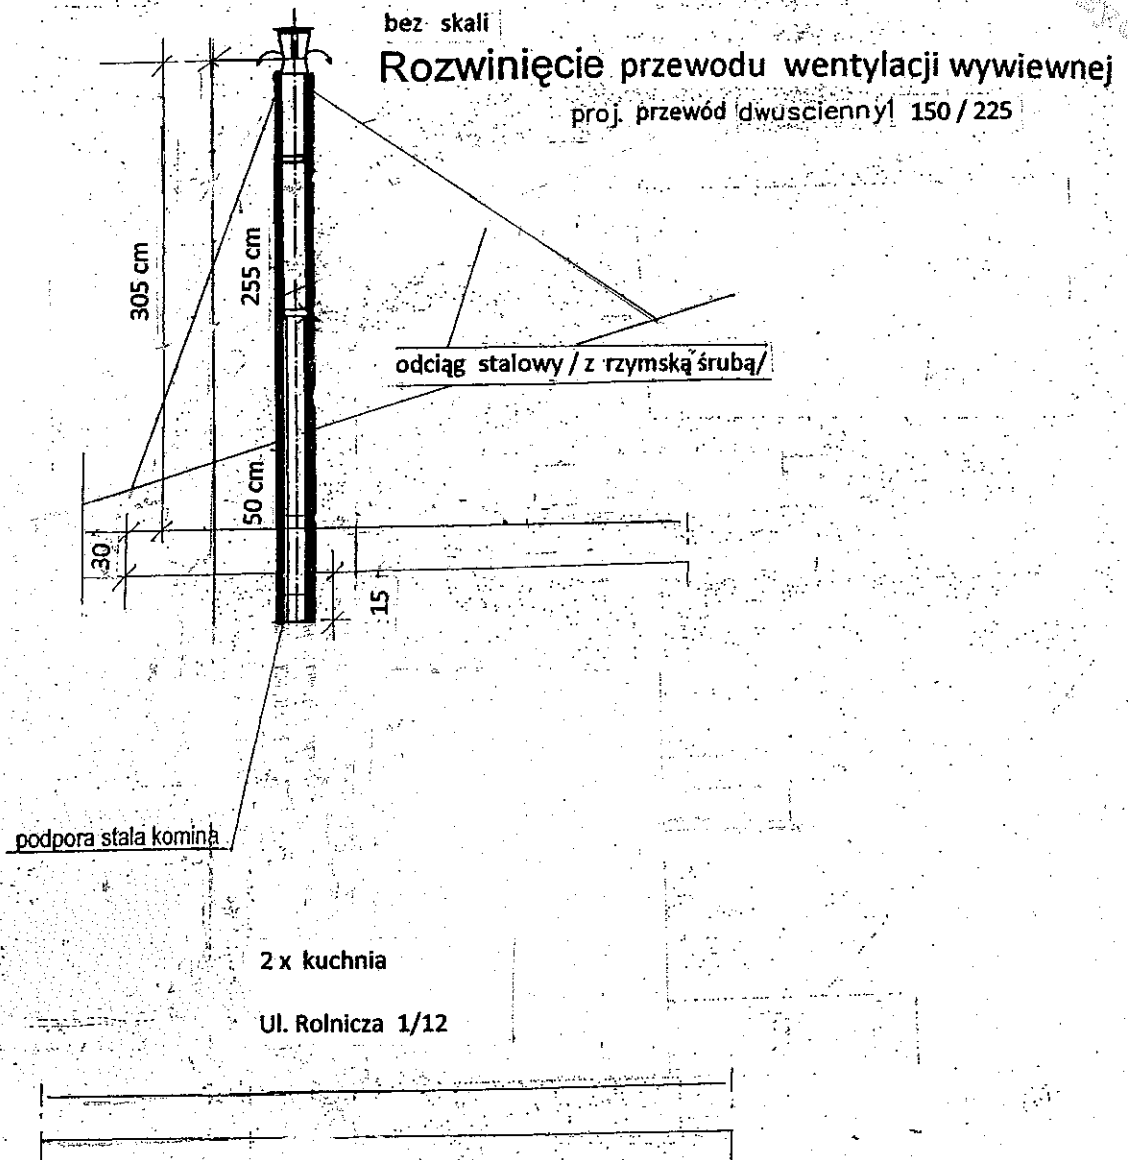 bez skali
Rozwinięcie przewodu wentylacji wywiewnej
proj. przewód dwuscienny 150 / 225
305 cm
255 cm
odciąg stalowy / z rzymską śrubą/
50 cm
30
15
podpora stala komina
2 x kuchnia
Ul. Rolnicza 1/12